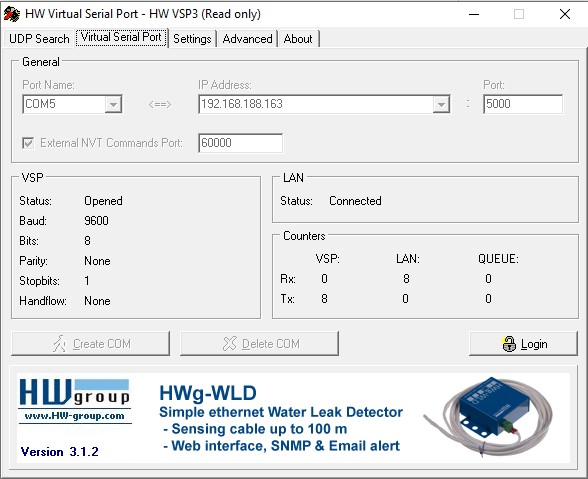 HW Virtual Serial Port - HW VSP3 (Read only)
UDP Search Virtual Serial Port Settings Advanced About
General
Port Name: IP Address: Port:
COM5 <==> 192.168.188.163 : 5000
External NVT Commands Port: 60000
VSP
Status: Opened
Baud: 9600
Bits: 8
Parity: None
Stopbits: 1
Handflow: None
LAN
Status: Connected
Counters
VSP: LAN: QUEUE:
Rx: 0 8 0
Tx: 8 0 0
Create COM Delete COM Login
HW group
www.HW-group.com
Version 3.1.2
HWg-WLD
Simple ethernet Water Leak Detector
- Sensing cable up to 100 m
- Web interface, SNMP & Email alert